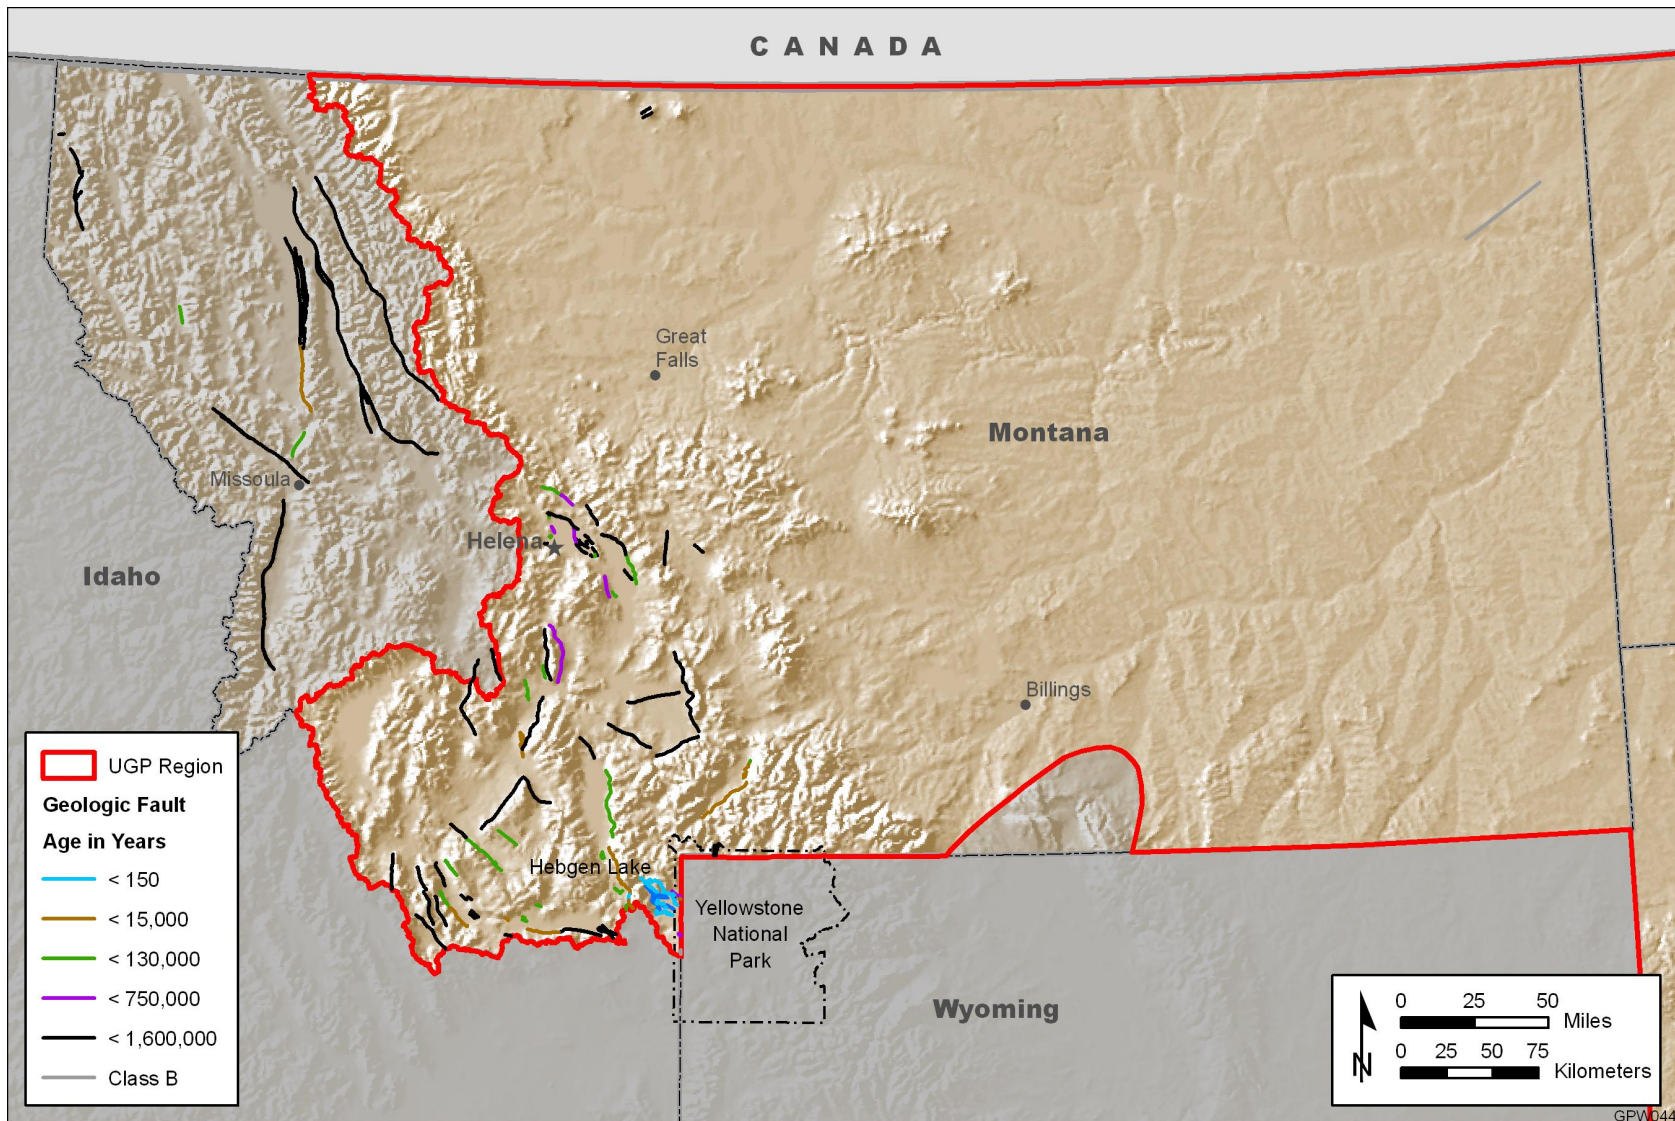 CANADA
Great
Falls
Montana
Missoula
Helena
Idaho
Billings
Hebgen Lake
Yellowstone
National
Park
Wyoming
UGP Region
Geologic Fault
Age in Years
< 150
< 15,000
< 130,000
< 750,000
< 1,600,000
Class B
N
0 25 50
Miles
0 25 50 75
Kilometers
GPW044